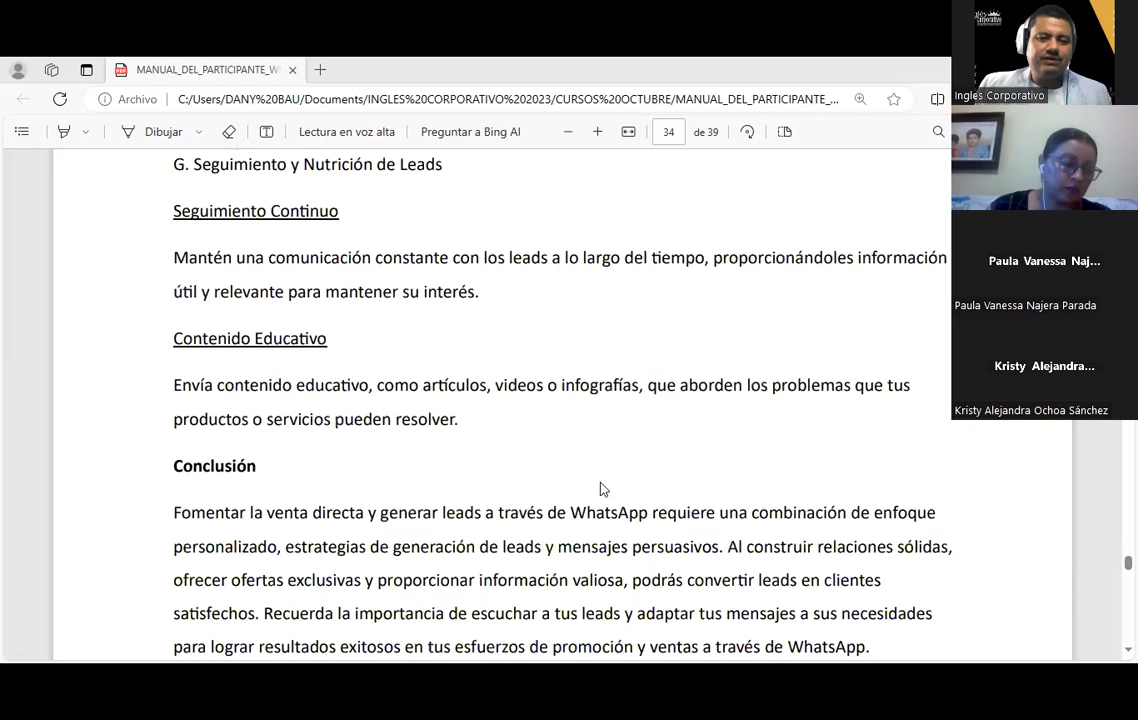 MANUAL_DEL_PARTICIPANTE_W
Archivo
C:/Users/DANY%20BAU/Documents/INGLES%20CORPORATIVO%202023/CURSOS%20OCTUBRE/MANUAL_DEL_PARTICIPANTE_...
Dibujar
Lectura en voz alta
Preguntar a Bing AI
34
de 39
G. Seguimiento y Nutrición de Leads
Seguimiento Continuo
Mantén una comunicación constante con los leads a lo largo del tiempo, proporcionándoles información
útil y relevante para mantener su interés.
Contenido Educativo
Envía contenido educativo, como artículos, videos o infografías, que aborden los problemas que tus
productos o servicios pueden resolver.
Conclusión
Fomentar la venta directa y generar leads a través de WhatsApp requiere una combinación de enfoque
personalizado, estrategias de generación de leads y mensajes persuasivos. Al construir relaciones sólidas,
ofrecer ofertas exclusivas y proporcionar información valiosa, podrás convertir leads en clientes
satisfechos. Recuerda la importancia de escuchar a tus leads y adaptar tus mensajes a sus necesidades
para lograr resultados exitosos en tus esfuerzos de promoción y ventas a través de WhatsApp.
Ingles Corporativo
Paula Vanessa Naj...
Paula Vanessa Najera Parada
Kristy Alejandra...
Kristy Alejandra Ochoa Sánchez